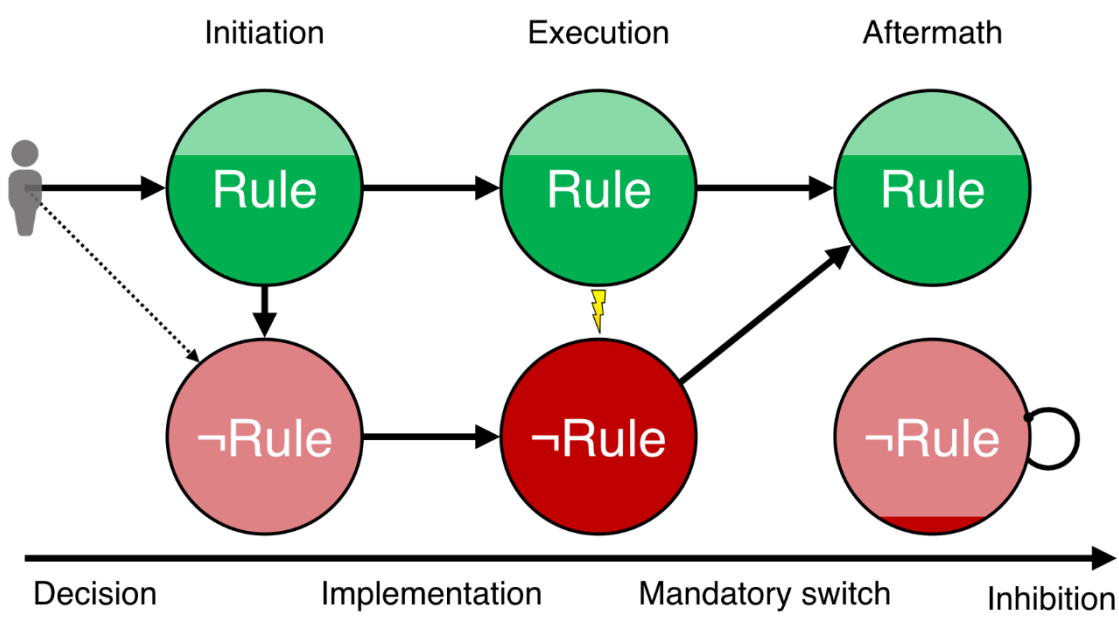 Initiation Execution Aftermath
Rule Rule Rule
¬Rule ¬Rule ¬Rule
Decision Implementation Mandatory switch Inhibition